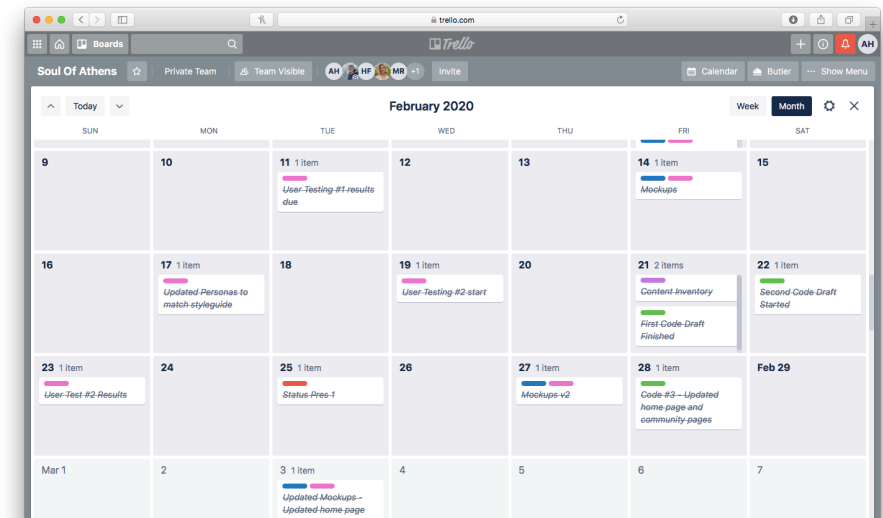 trello.com
Boards
Trello
AH
Soul Of Athens
Private Team
Team Visible
AH
HF
MR
+1
Invite
Calendar
Butler
Show Menu
Today
February 2020
Week
Month
SUN MON TUE WED THU FRI SAT
9
10
11 1 item
User Testing #1 results
due
12
13
14 1 item
Mockups
15
16
17 1 item
Updated Personas to
match styleguide
18
19 1 item
User Testing #2 start
20
21 2 items
Content Inventory
First Code Draft
Finished
22 1 item
Second Code Draft
Started
23 1 item
User Test #2 Results
24
25 1 item
Status Pres 1
26
27 1 item
Mockups v2
28 1 item
Code #3 - Updated
home page and
community pages
Feb 29
Mar 1
2
3 1 item
Updated Mockups -
Updated home page
4
5
6
7